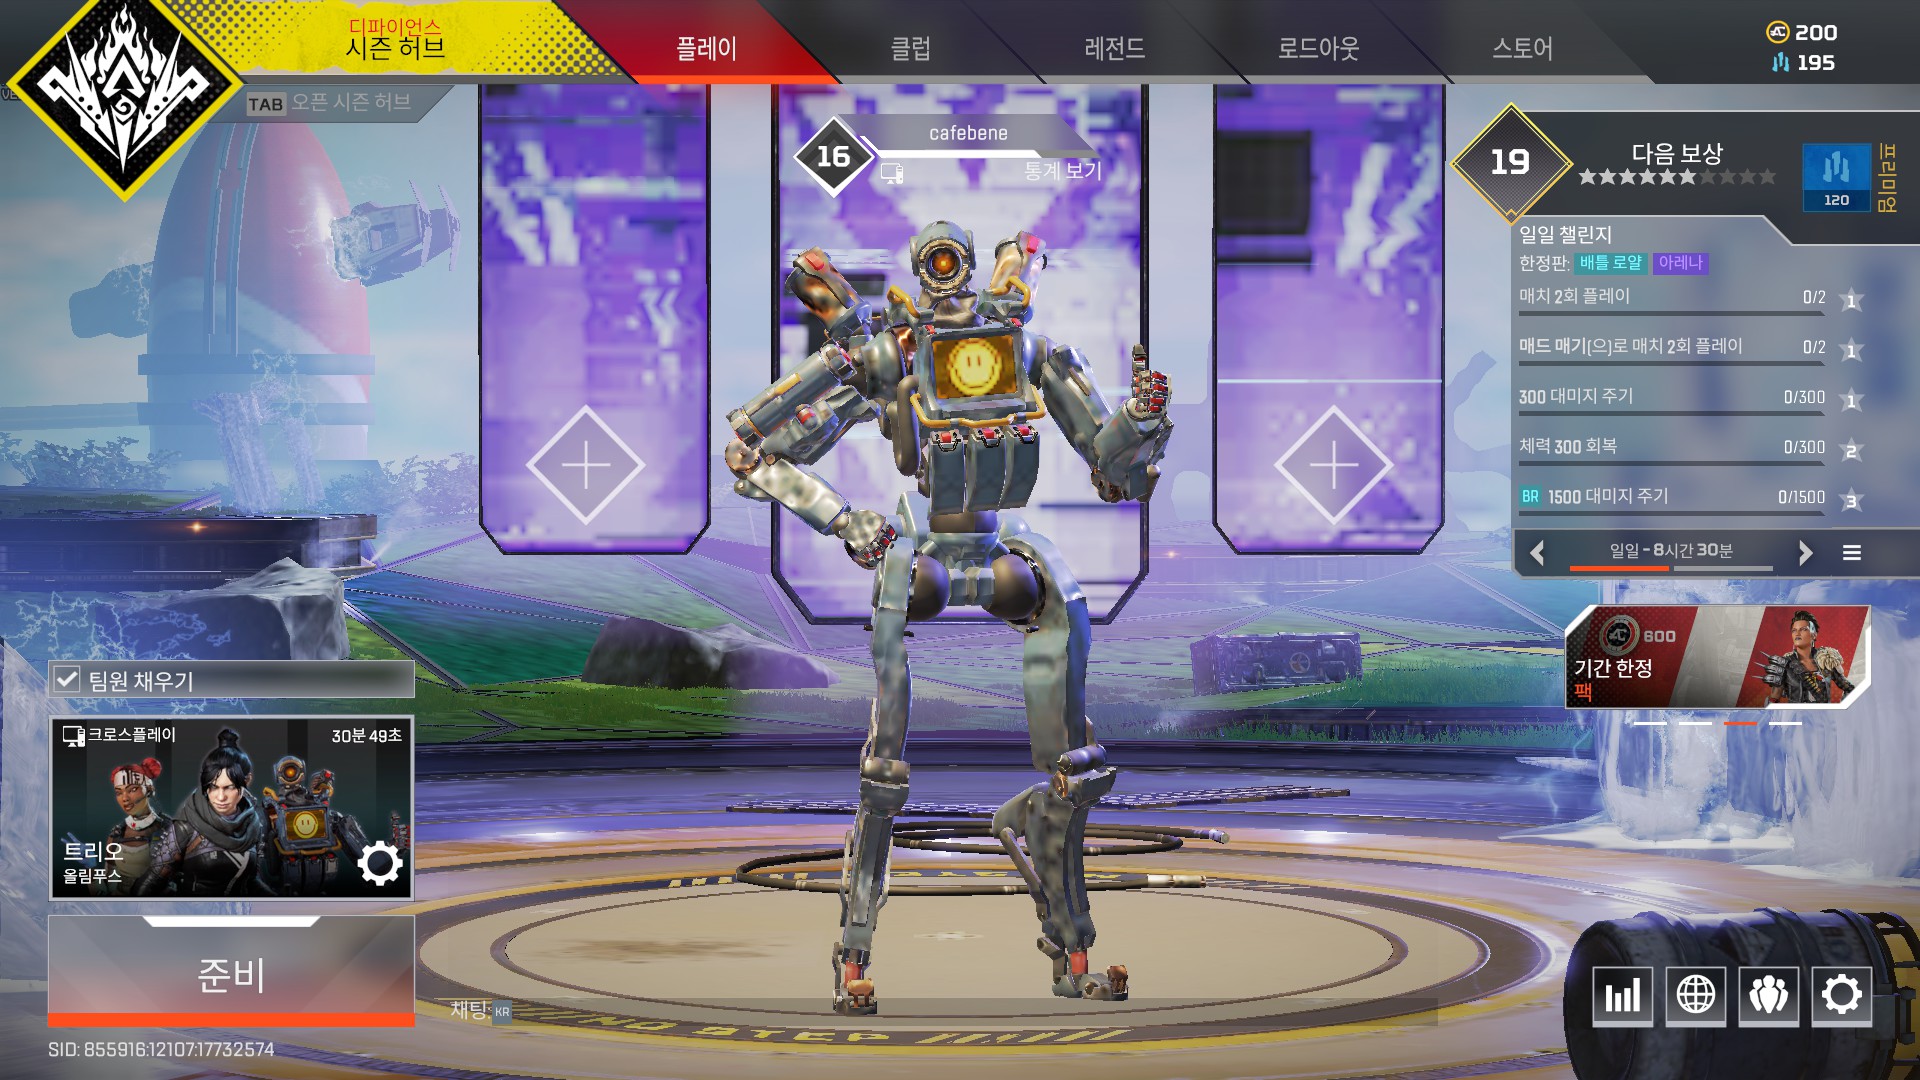 디파이언스
시즌 허브
플레이
클럽
레전드
로드아웃
스토어
200
195
TAB 오픈 시즌 허브
16
cafebene
통계 보기
19
다음 보상
120
프리미엄
일일 챌린지
한정판: 배틀 로얄 아레나
매치 2회 플레이 0/2 1
매드 매기(으)로 매치 2회 플레이 0/2 1
300 대미지 주기 0/300 1
체력 300 회복 0/300 2
BR 1500 대미지 주기 0/1500 3
일일 - 8시간 30분
600
기간 한정
팩
팀원 채우기
크로스플레이 30분 49초
트리오
올림푸스
준비
채팅: KR
STEP
SID: 855916:12107:17732574